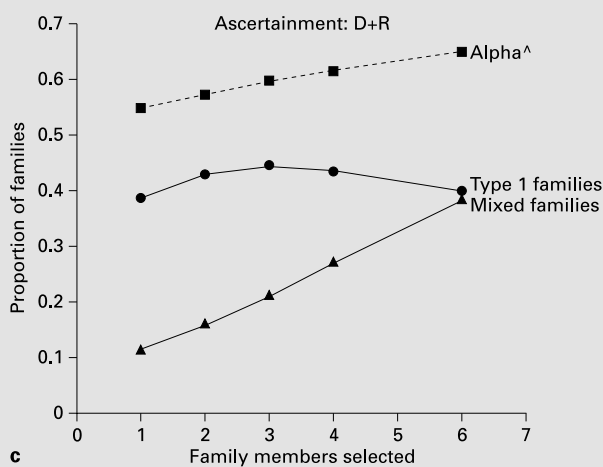 Ascertainment: D+R
Proportion of families
0.7
0.6
0.5
0.4
0.3
0.2
0.1
0
Alpha^
Type 1 families
Mixed families
0 1 2 3 4 5 6 7
Family members selected
c